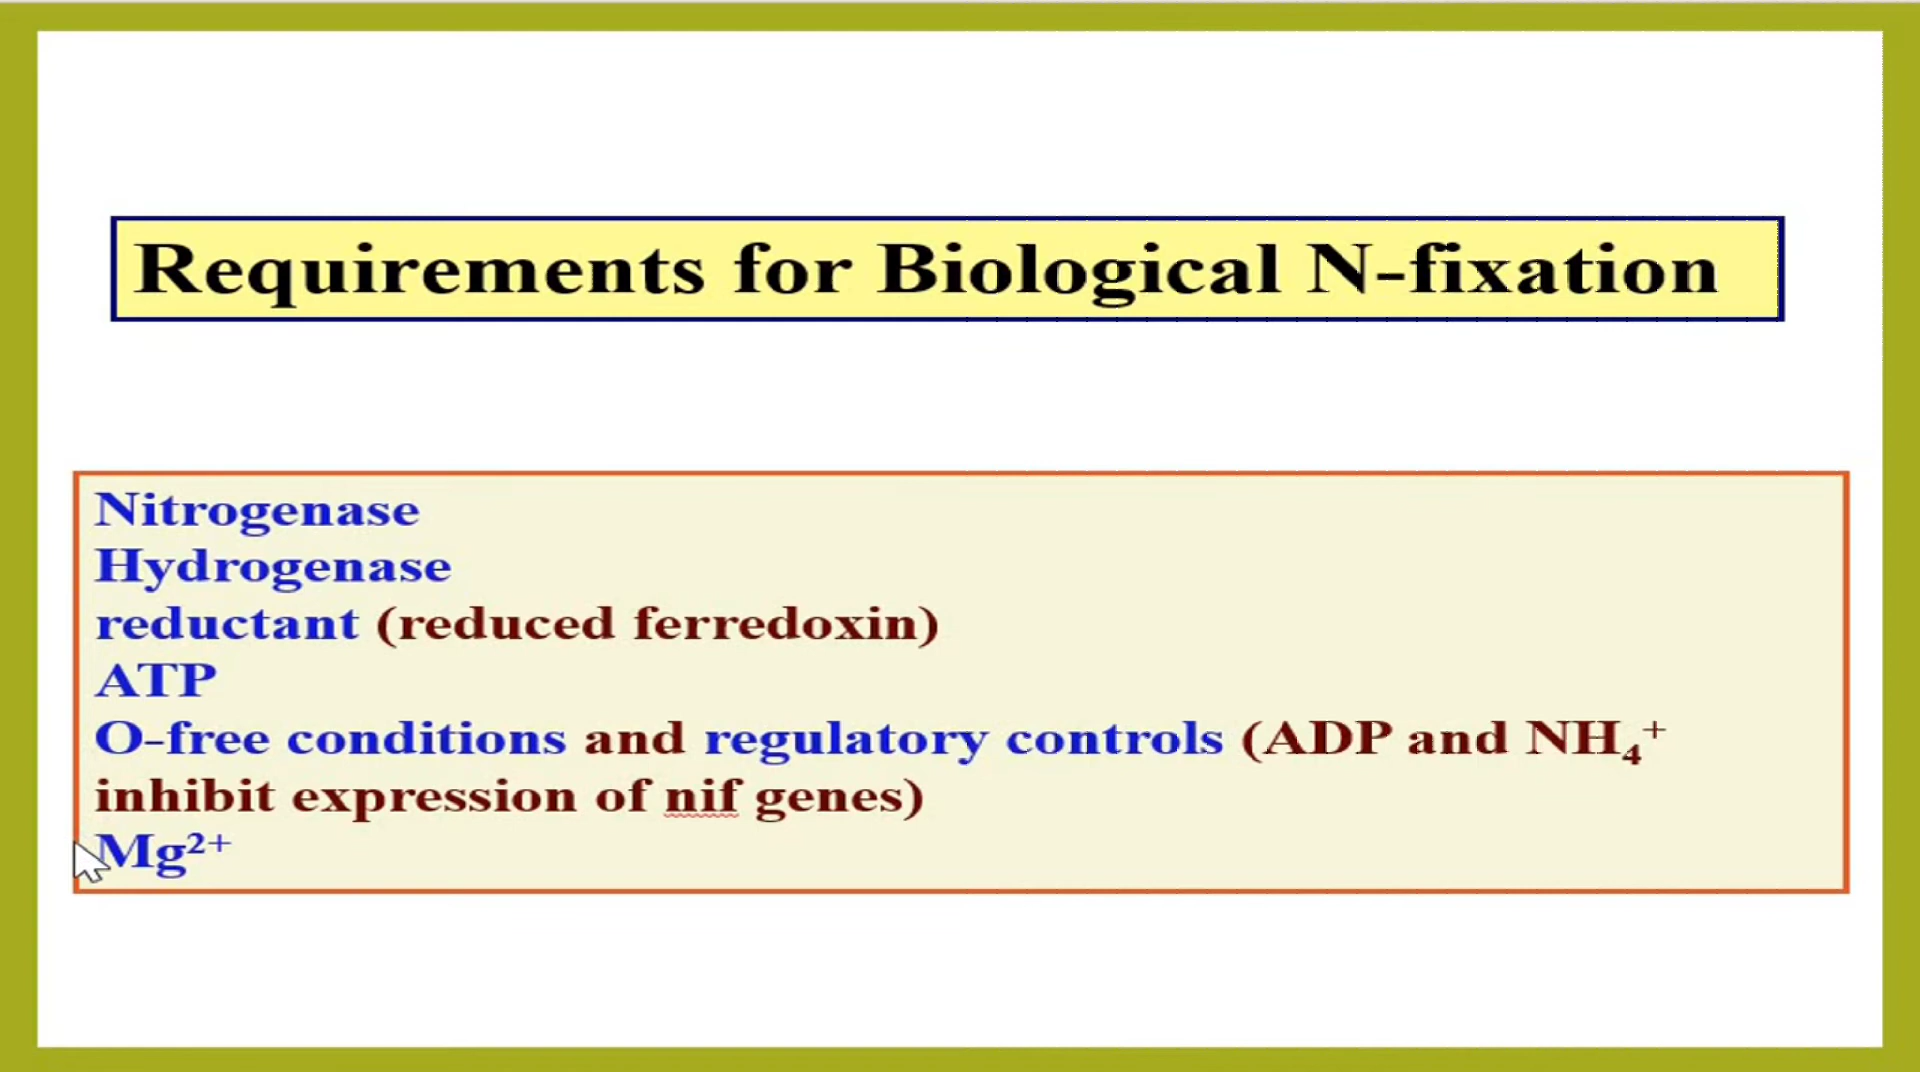 Requirements for Biological N-fixation
Nitrogenase
Hydrogenase
reductant (reduced ferredoxin)
ATP
O-free conditions and regulatory controls (ADP and NH₄⁺
inhibit expression of nif genes)
Mg²⁺